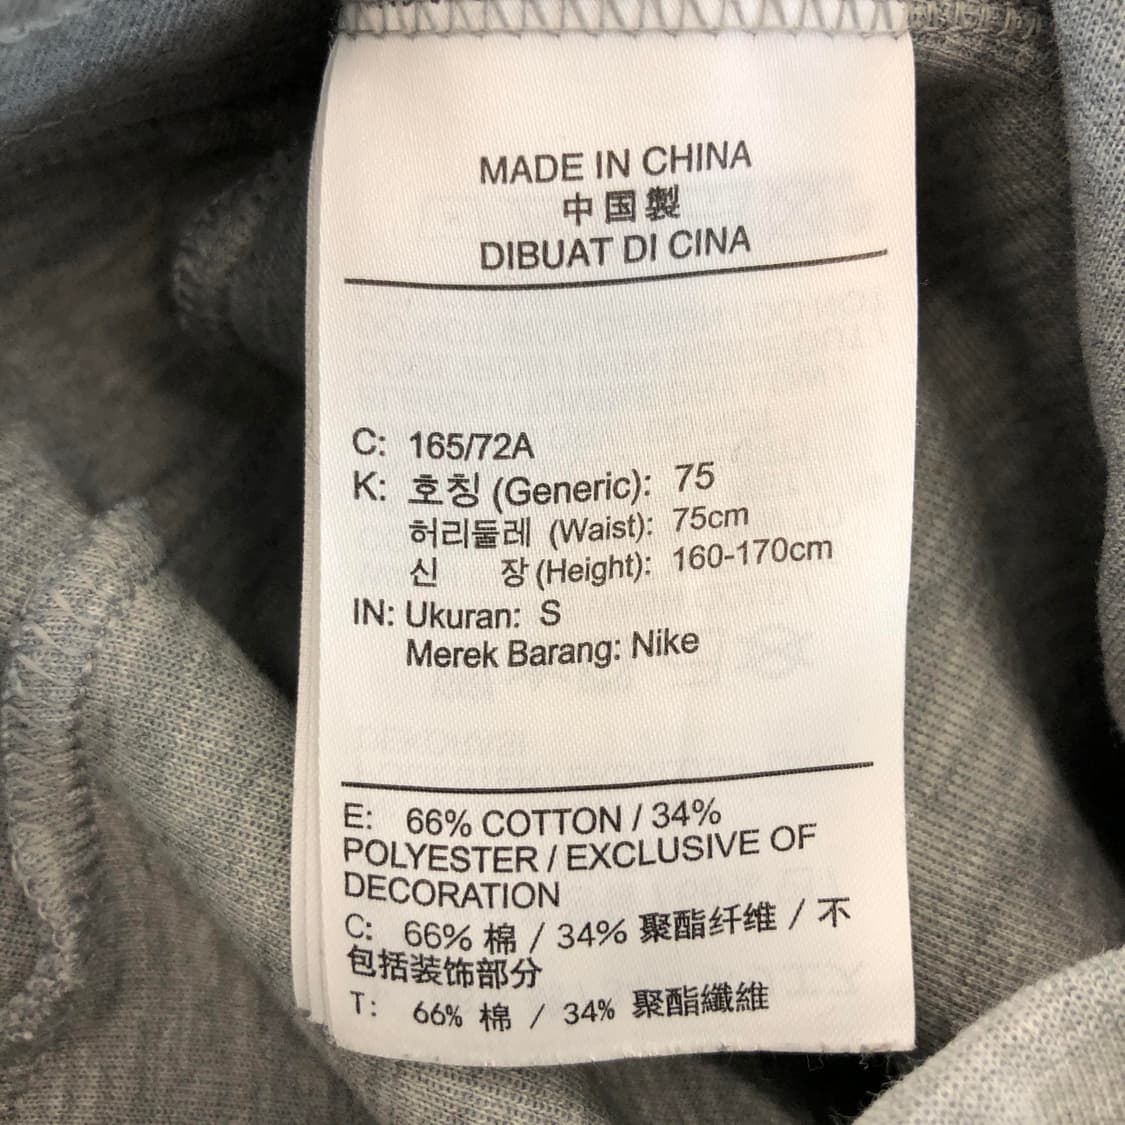 MADE IN CHINA
中国製
DIBUAT DI CINA
C: 165/72A
K: 호칭 (Generic): 75
허리둘레 (Waist): 75cm
신 장 (Height): 160-170cm
IN: Ukuran: S
Merek Barang: Nike
E: 66% COTTON / 34%
POLYESTER / EXCLUSIVE OF
DECORATION
C: 66% 棉 / 34% 聚酯纤维 / 不
包括装饰部分
T: 66% 棉 / 34% 聚酯纖維